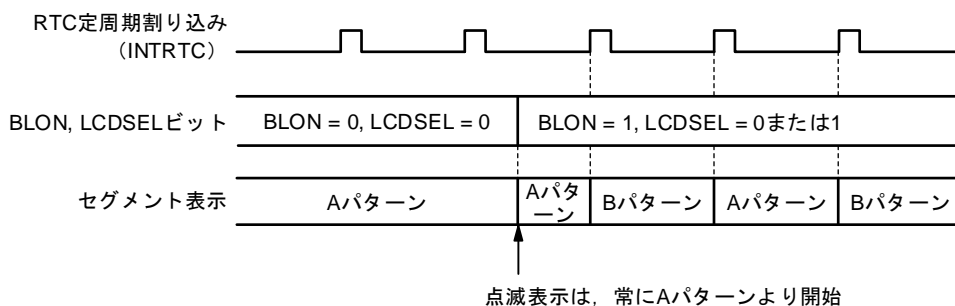 RTC定周期割り込み
（INTRTC）
BLON, LCDSELビット
BLON = 0, LCDSEL = 0
BLON = 1, LCDSEL = 0または1
セグメント表示
Aパターン
Aパタ
ーン
Bパターン
Aパターン
Bパターン
点滅表示は，常にAパターンより開始